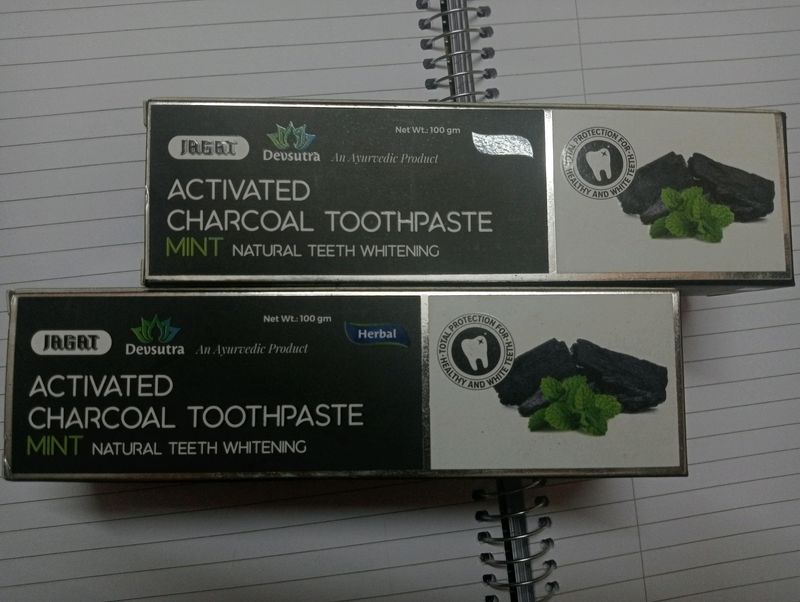 JAGAT
Devsutra
An Ayurvedic Product
Net Wt.: 100 gm
ACTIVATED
CHARCOAL TOOTHPASTE
MINT NATURAL TEETH WHITENING
TOTAL PROTECTION FOR
HEALTHY AND WHITE TEETH
JAGAT
Devsutra
An Ayurvedic Product
Net Wt.: 100 gm
Herbal
ACTIVATED
CHARCOAL TOOTHPASTE
MINT NATURAL TEETH WHITENING
TOTAL PROTECTION FOR
HEALTHY AND WHITE TEETH